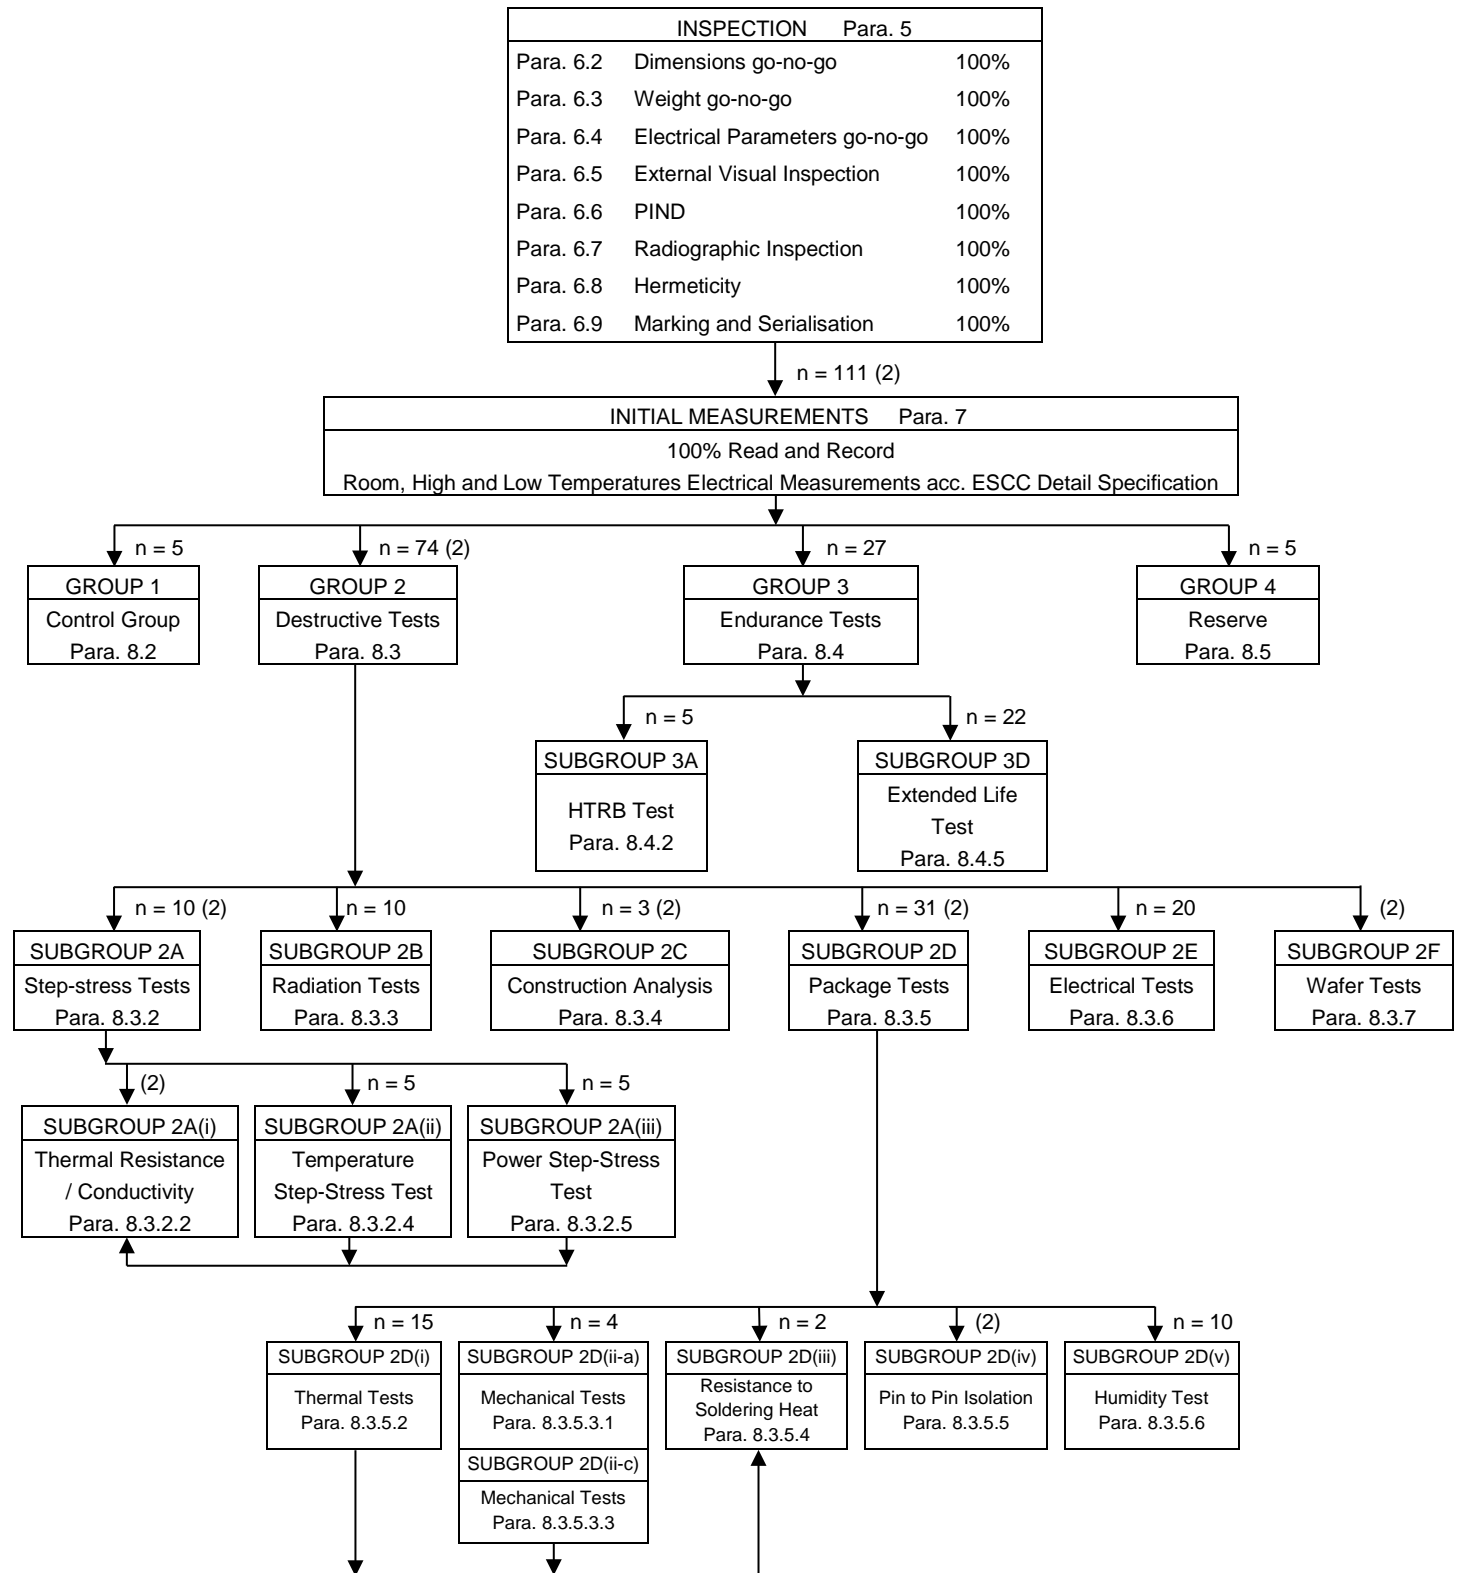 INSPECTION Para. 5
Para. 6.2 Dimensions go-no-go 100%
Para. 6.3 Weight go-no-go 100%
Para. 6.4 Electrical Parameters go-no-go 100%
Para. 6.5 External Visual Inspection 100%
Para. 6.6 PIND 100%
Para. 6.7 Radiographic Inspection 100%
Para. 6.8 Hermeticity 100%
Para. 6.9 Marking and Serialisation 100%
n = 111 (2)
INITIAL MEASUREMENTS Para. 7
100% Read and Record
Room, High and Low Temperatures Electrical Measurements acc. ESCC Detail Specification
n = 5
GROUP 1
Control Group
Para. 8.2
n = 74 (2)
GROUP 2
Destructive Tests
Para. 8.3
n = 27
GROUP 3
Endurance Tests
Para. 8.4
n = 5
GROUP 4
Reserve
Para. 8.5
n = 5
SUBGROUP 3A
HTRB Test
Para. 8.4.2
n = 22
SUBGROUP 3D
Extended Life
Test
Para. 8.4.5
n = 10 (2)
SUBGROUP 2A
Step-stress Tests
Para. 8.3.2
n = 10
SUBGROUP 2B
Radiation Tests
Para. 8.3.3
n = 3 (2)
SUBGROUP 2C
Construction Analysis
Para. 8.3.4
n = 31 (2)
SUBGROUP 2D
Package Tests
Para. 8.3.5
n = 20
SUBGROUP 2E
Electrical Tests
Para. 8.3.6
(2)
SUBGROUP 2F
Wafer Tests
Para. 8.3.7
(2)
SUBGROUP 2A(i)
Thermal Resistance
/ Conductivity
Para. 8.3.2.2
n = 5
SUBGROUP 2A(ii)
Temperature
Step-Stress Test
Para. 8.3.2.4
n = 5
SUBGROUP 2A(iii)
Power Step-Stress
Test
Para. 8.3.2.5
n = 15
SUBGROUP 2D(i)
Thermal Tests
Para. 8.3.5.2
n = 4
SUBGROUP 2D(ii-a)
Mechanical Tests
Para. 8.3.5.3.1
SUBGROUP 2D(ii-c)
Mechanical Tests
Para. 8.3.5.3.3
n = 2
SUBGROUP 2D(iii)
Resistance to
Soldering Heat
Para. 8.3.5.4
(2)
SUBGROUP 2D(iv)
Pin to Pin Isolation
Para. 8.3.5.5
n = 10
SUBGROUP 2D(v)
Humidity Test
Para. 8.3.5.6